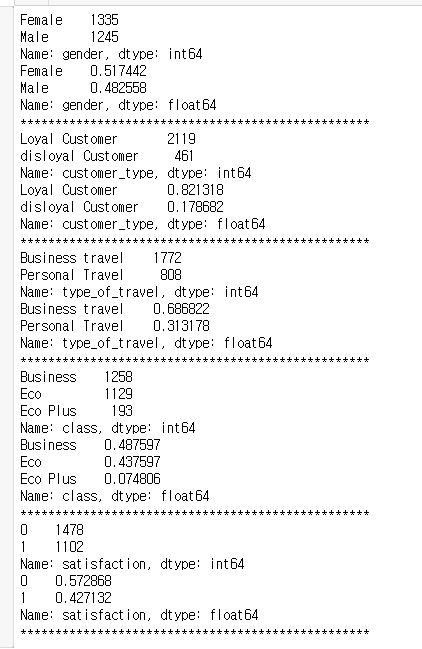 Female    1335
Male      1245
Name: gender, dtype: int64
Female    0.517442
Male      0.482558
Name: gender, dtype: float64
**************************************************
Loyal Customer       2119
disloyal Customer     461
Name: customer_type, dtype: int64
Loyal Customer       0.821318
disloyal Customer    0.178682
Name: customer_type, dtype: float64
**************************************************
Business travel    1772
Personal Travel     808
Name: type_of_travel, dtype: int64
Business travel    0.686822
Personal Travel    0.313178
Name: type_of_travel, dtype: float64
**************************************************
Business    1258
Eco         1129
Eco Plus     193
Name: class, dtype: int64
Business    0.487597
Eco         0.437597
Eco Plus    0.074806
Name: class, dtype: float64
**************************************************
0    1478
1    1102
Name: satisfaction, dtype: int64
0    0.572868
1    0.427132
Name: satisfaction, dtype: float64
**************************************************